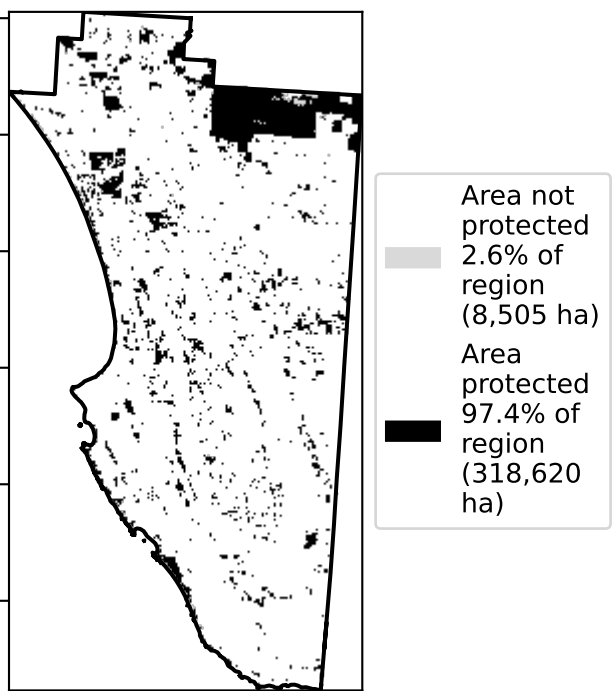 Area not
protected
2.6% of
region
(8,505 ha)
Area
protected
97.4% of
region
(318,620
ha)